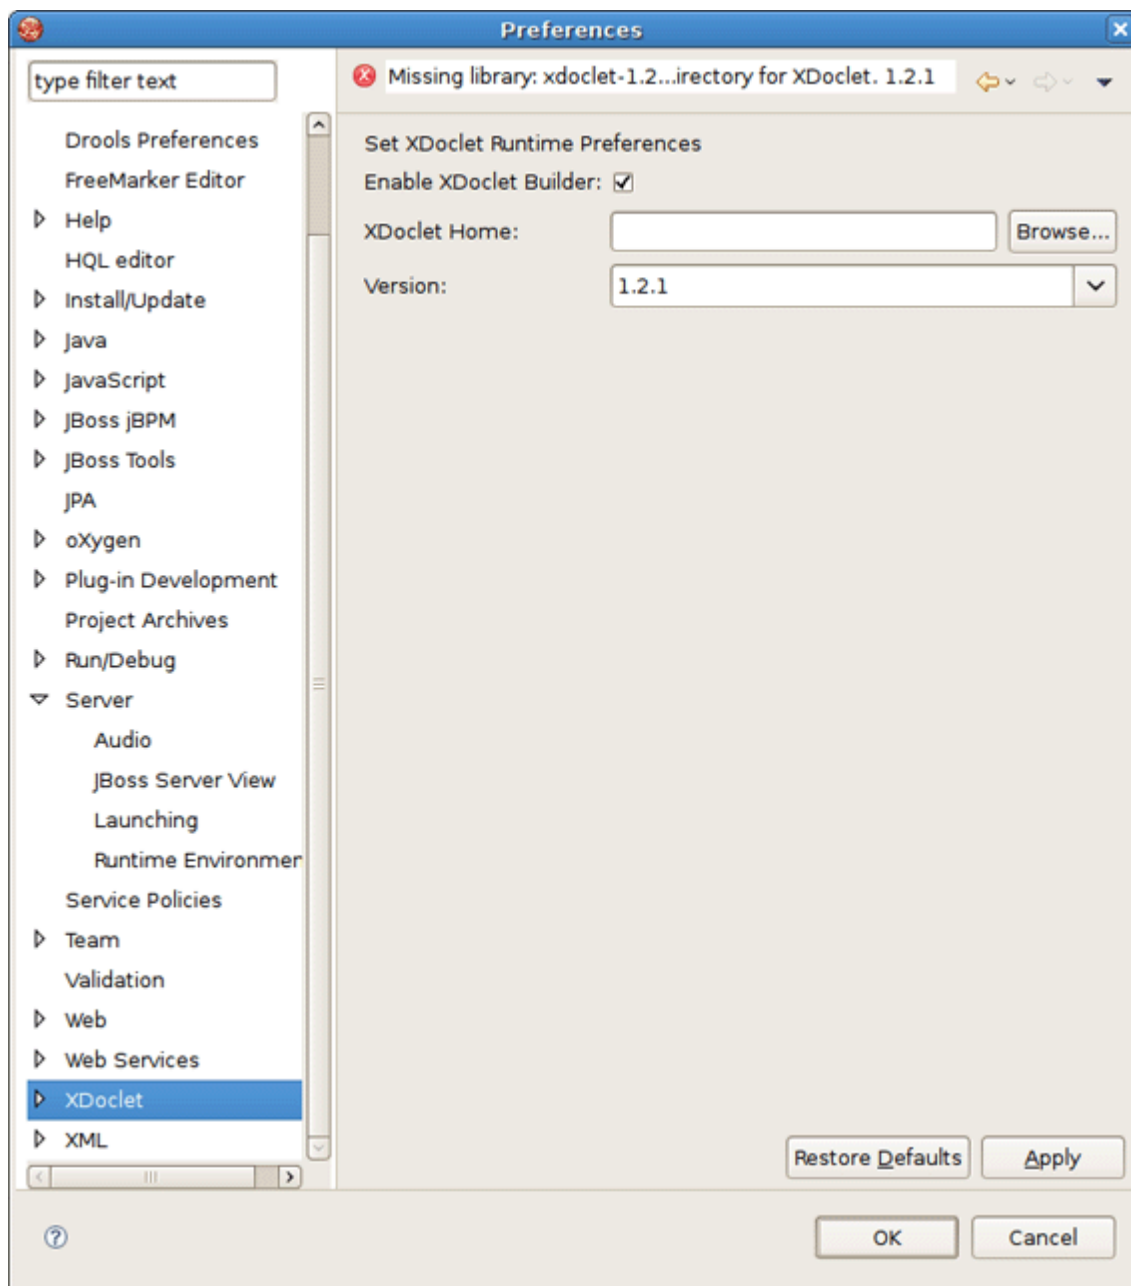 Preferences
type filter text
Missing library: xdoclet-1.2...irectory for XDoclet. 1.2.1
Drools Preferences
FreeMarker Editor
Help
HQL editor
Install/Update
Java
JavaScript
JBoss jBPM
JBoss Tools
JPA
oXygen
Plug-in Development
Project Archives
Run/Debug
Server
Audio
JBoss Server View
Launching
Runtime Environmen
Service Policies
Team
Validation
Web
Web Services
XDoclet
XML
Set XDoclet Runtime Preferences
Enable XDoclet Builder:
XDoclet Home:
Browse...
Version:
1.2.1
Restore Defaults
Apply
?
OK
Cancel